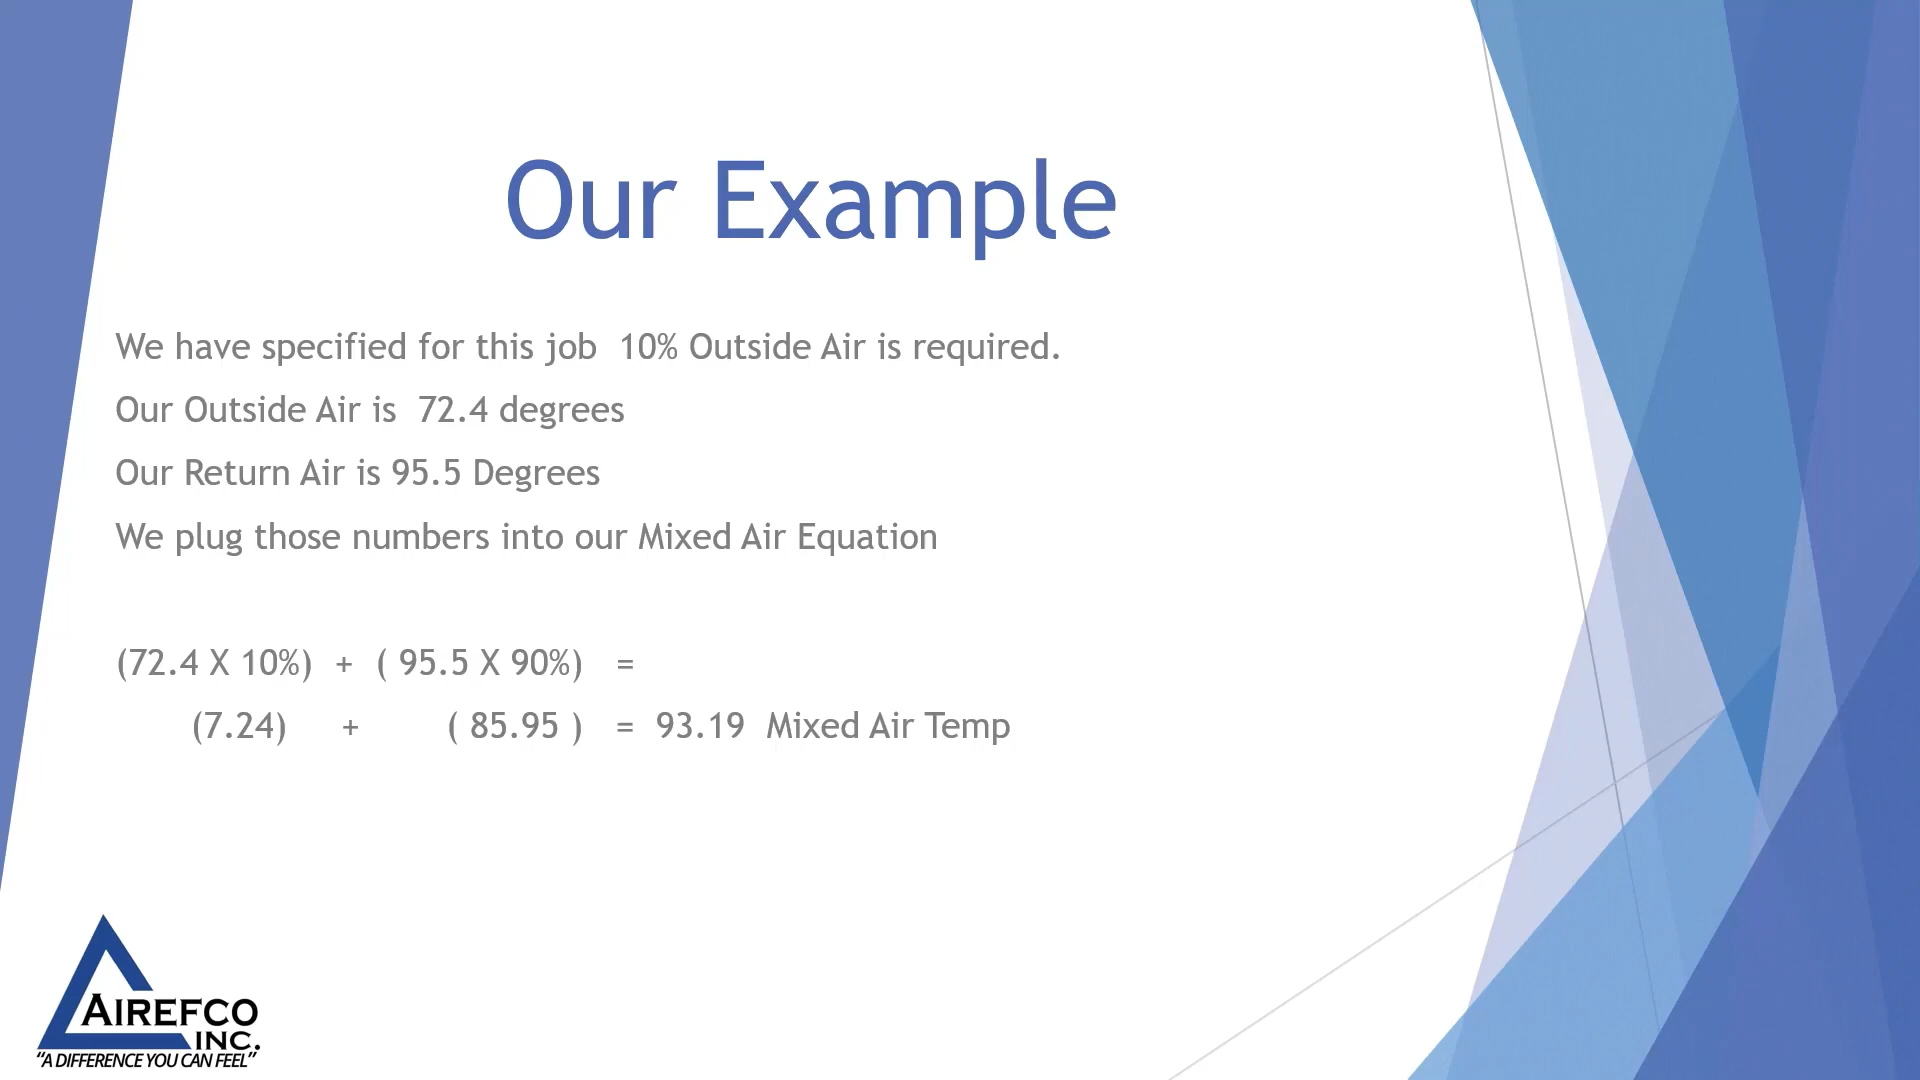 Our Example
We have specified for this job  10% Outside Air is required.
Our Outside Air is  72.4 degrees
Our Return Air is 95.5 Degrees
We plug those numbers into our Mixed Air Equation
(72.4 X 10%)  +  ( 95.5 X 90%)   =
(7.24)     +        ( 85.95 )   =  93.19  Mixed Air Temp
AIREFCO
INC.
"A DIFFERENCE YOU CAN FEEL"